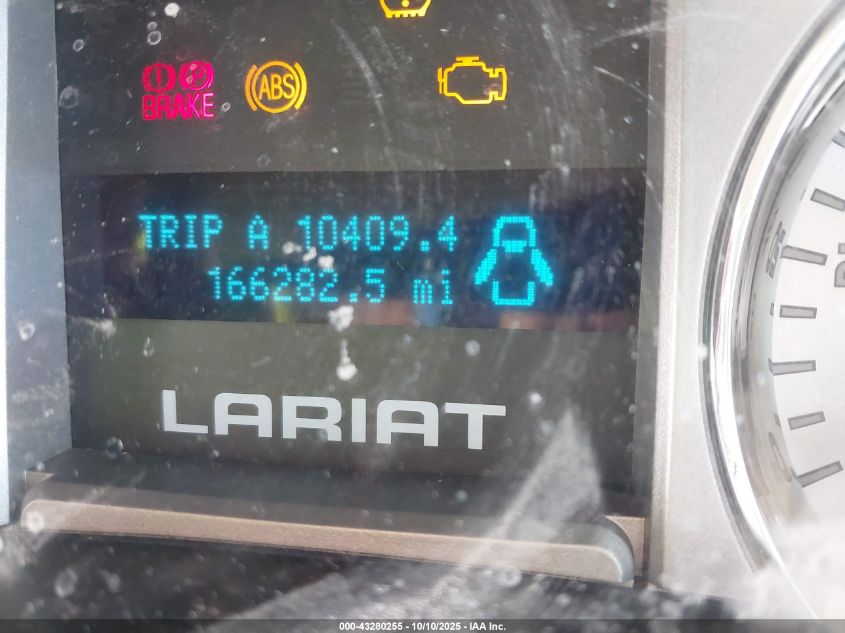 BRAKE
ABS
TRIP A 10409.4
166282.5 mi
LARIAT
000-43280255 - 10/10/2025 - IAA Inc.